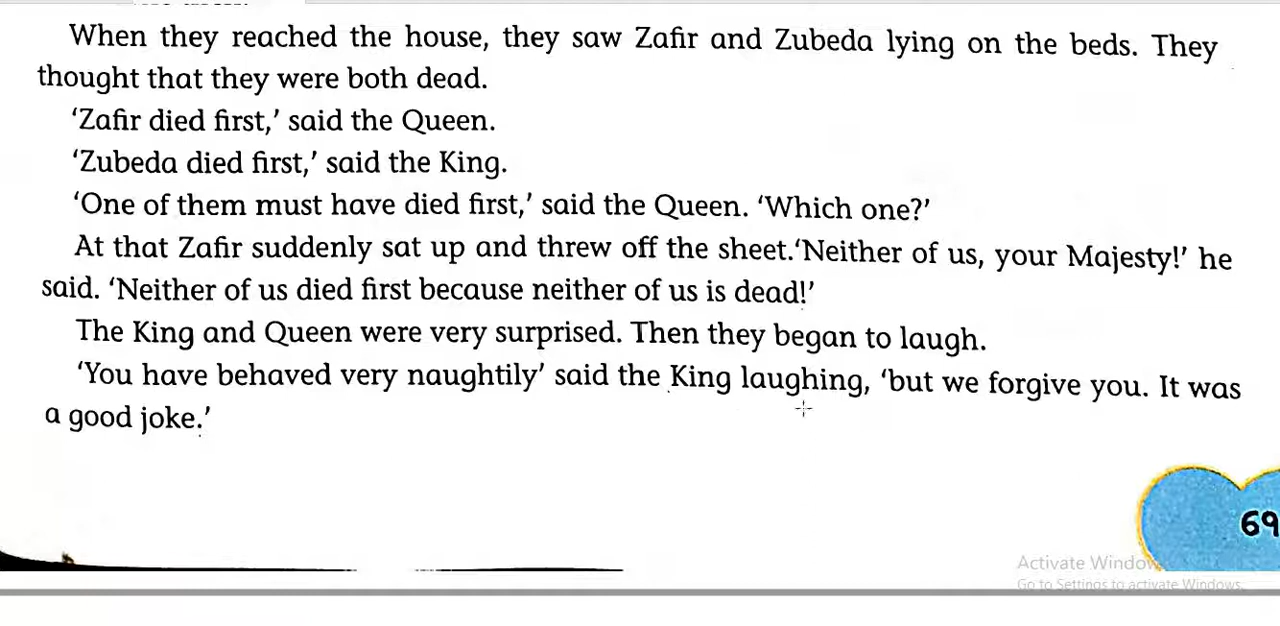 When they reached the house, they saw Zafir and Zubeda lying on the beds. They
thought that they were both dead.
‘Zafir died first,’ said the Queen.
‘Zubeda died first,’ said the King.
‘One of them must have died first,’ said the Queen. ‘Which one?’
At that Zafir suddenly sat up and threw off the sheet.‘Neither of us, your Majesty!’ he
said. ‘Neither of us died first because neither of us is dead!’
The King and Queen were very surprised. Then they began to laugh.
‘You have behaved very naughtily’ said the King laughing, ‘but we forgive you. It was
a good joke.’
69
Activate Windows
Go to Settings to activate Windows.